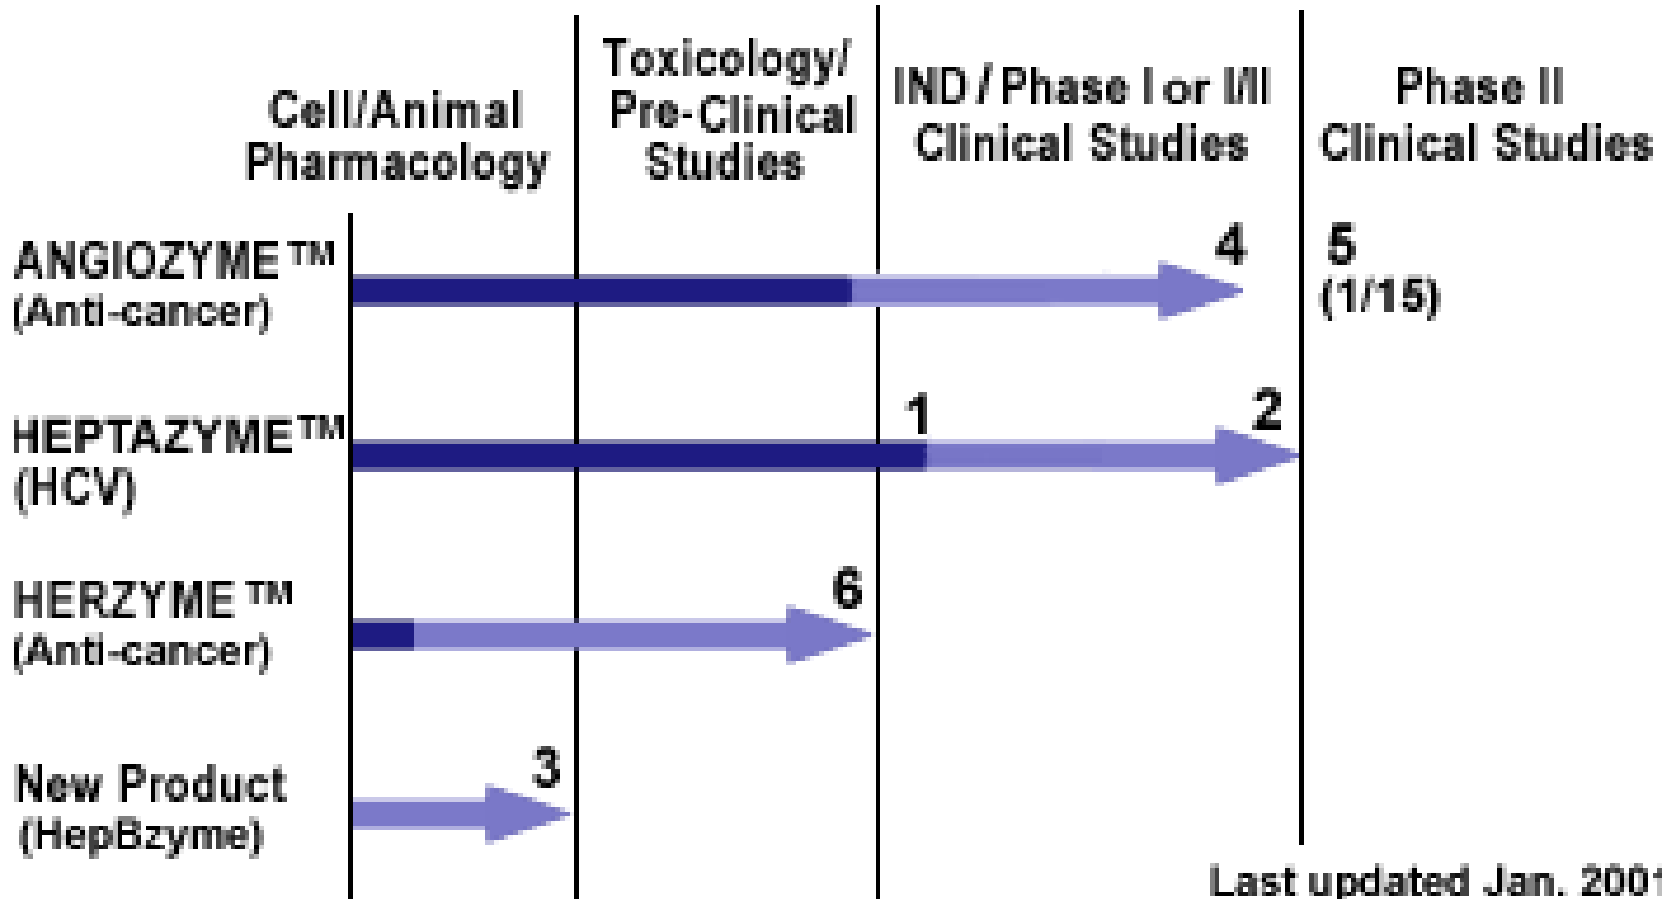 Cell/Animal
Pharmacology
Toxicology/
Pre-Clinical
Studies
IND / Phase I or I/II
Clinical Studies
Phase II
Clinical Studies
ANGIOZYME™
(Anti-cancer)
4
5
(1/15)
HEPTAZYME™
(HCV)
1
2
HERZYME™
(Anti-cancer)
6
New Product
(HepBzyme)
3
Last updated Jan. 2001